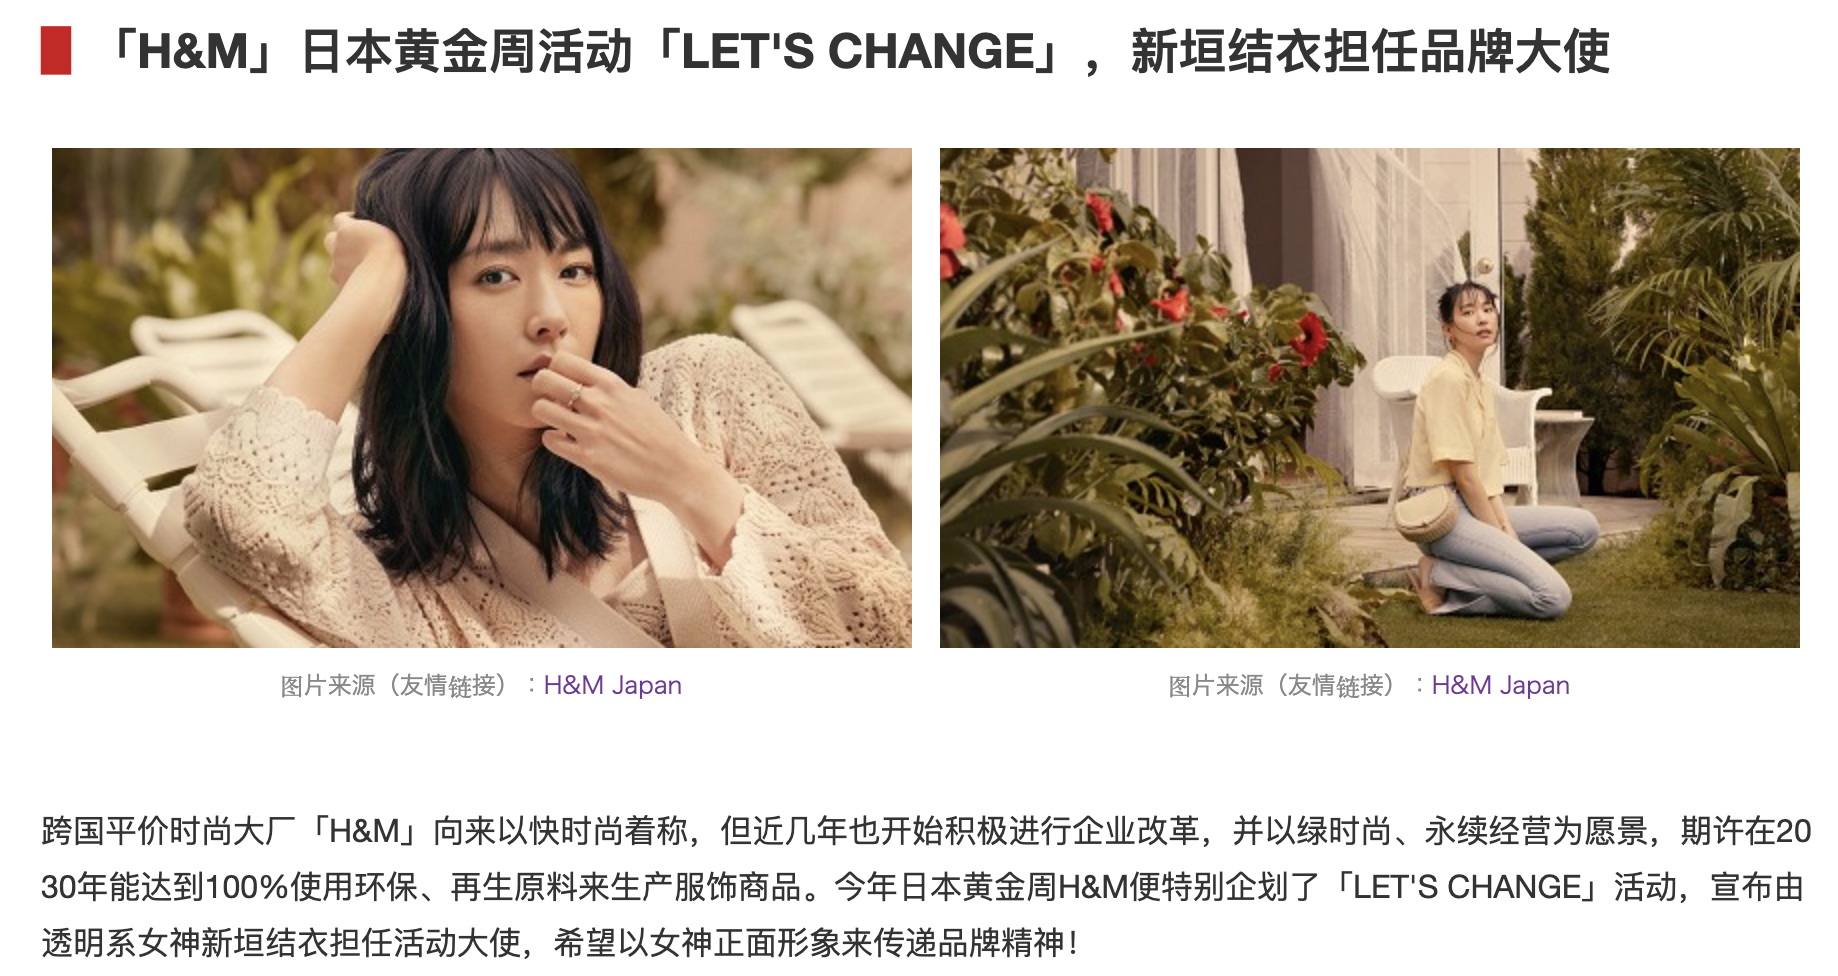 「H&M」日本黄金周活动「LET'S CHANGE」，新垣结衣担任品牌大使
图片来源（友情链接）：H&M Japan
图片来源（友情链接）：H&M Japan
跨国平价时尚大厂「H&M」向来以快时尚着称，但近几年也开始积极进行企业改革，并以绿时尚、永续经营为愿景，期许在20
30年能达到100%使用环保、再生原料来生产服饰商品。今年日本黄金周H&M便特别企划了「LET'S CHANGE」活动，宣布由
透明系女神新垣结衣担任活动大使，希望以女神正面形象来传递品牌精神！